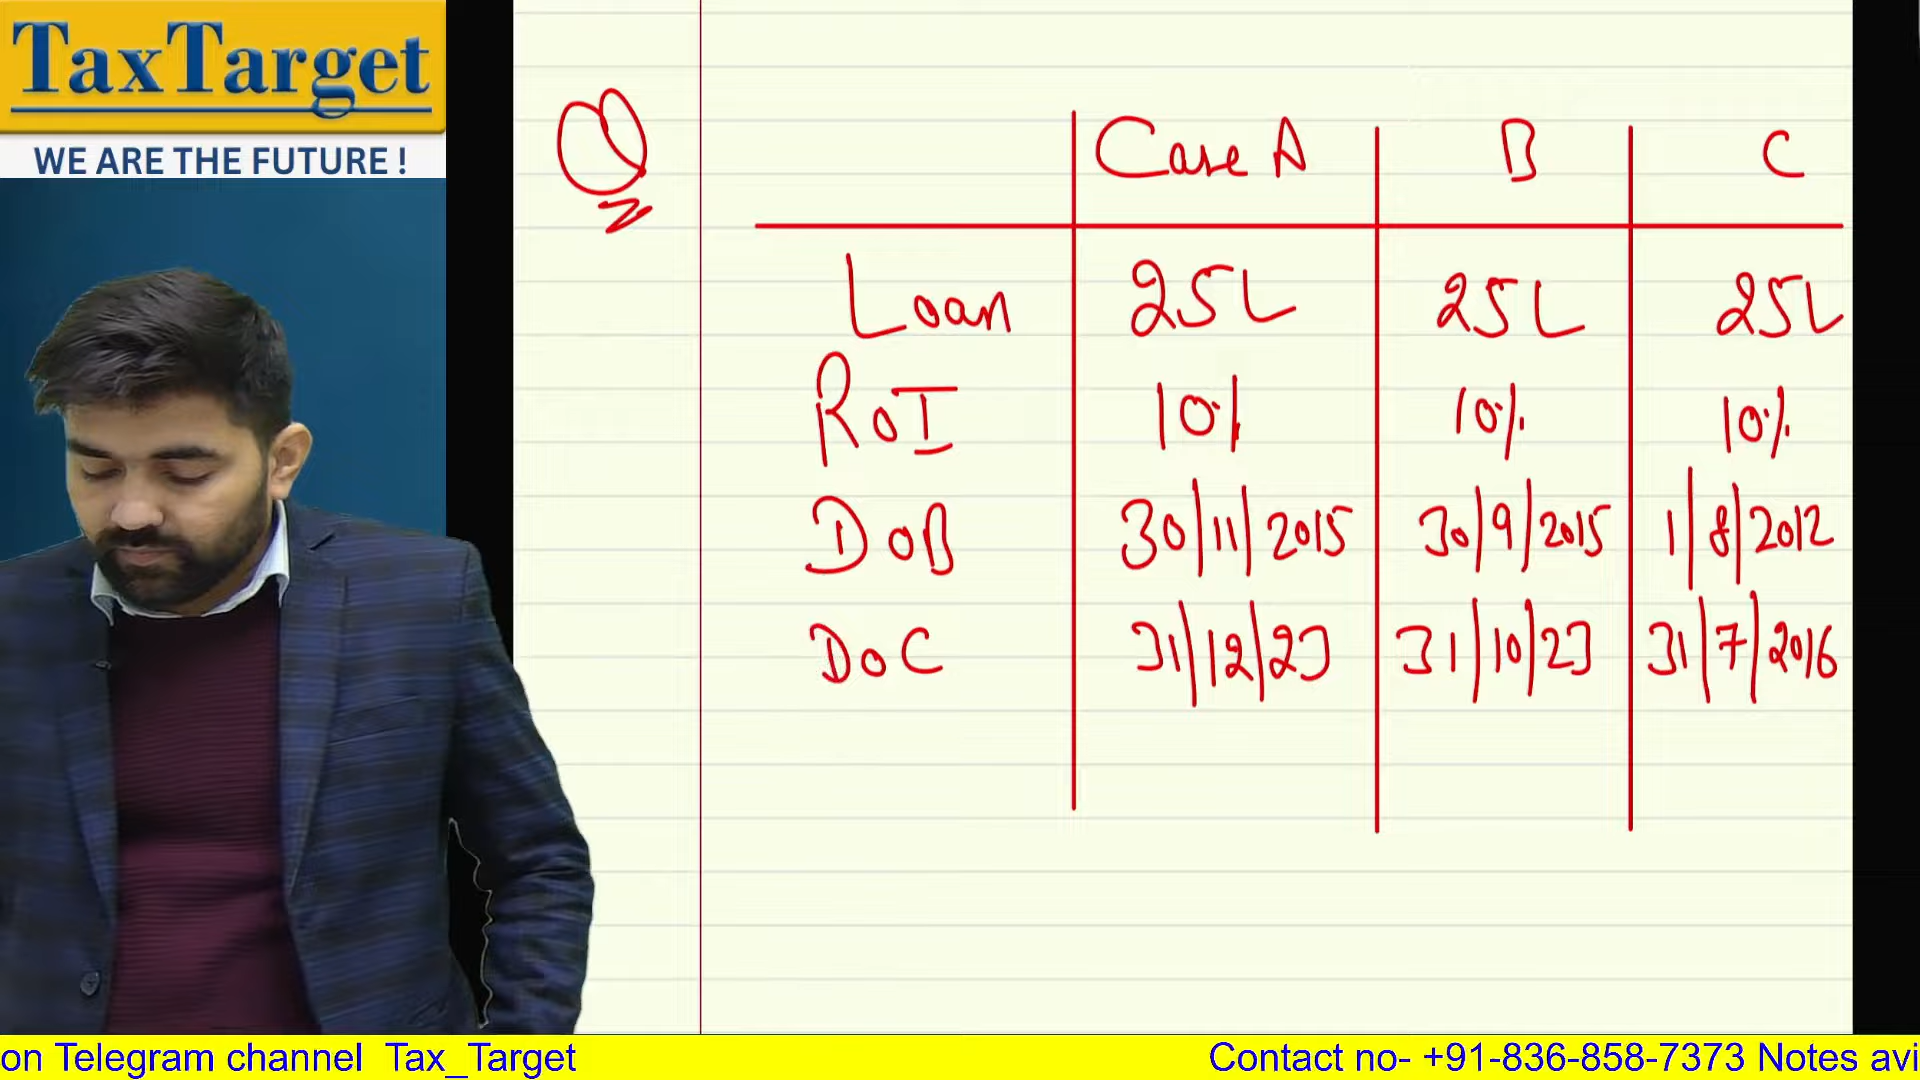 TaxTarget
WE ARE THE FUTURE !
Q
Case A B C
Loan 25L 25L 25L
RoI 10% 10% 10%
DoB 30/11/2015 30/9/2015 1/8/2012
DoC 31/12/23 31/10/23 31/7/2016
on Telegram channel Tax_Target Contact no- +91-836-858-7373 Notes avi